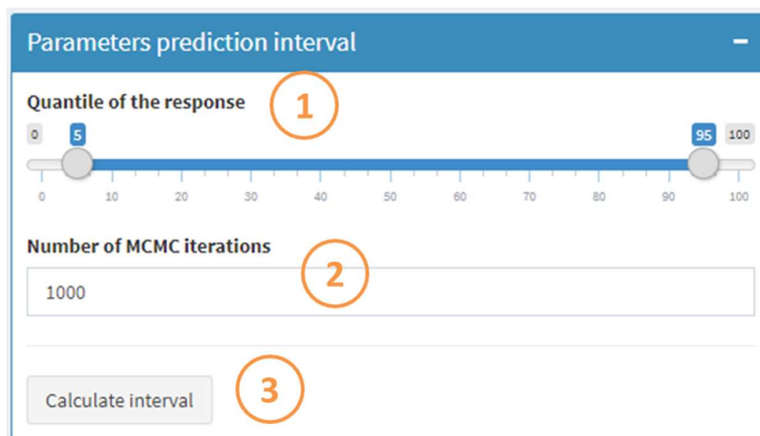 Parameters prediction interval
Quantile of the response
1
0 5 95 100
0 10 20 30 40 50 60 70 80 90 100
Number of MCMC iterations
2
1000
Calculate interval
3